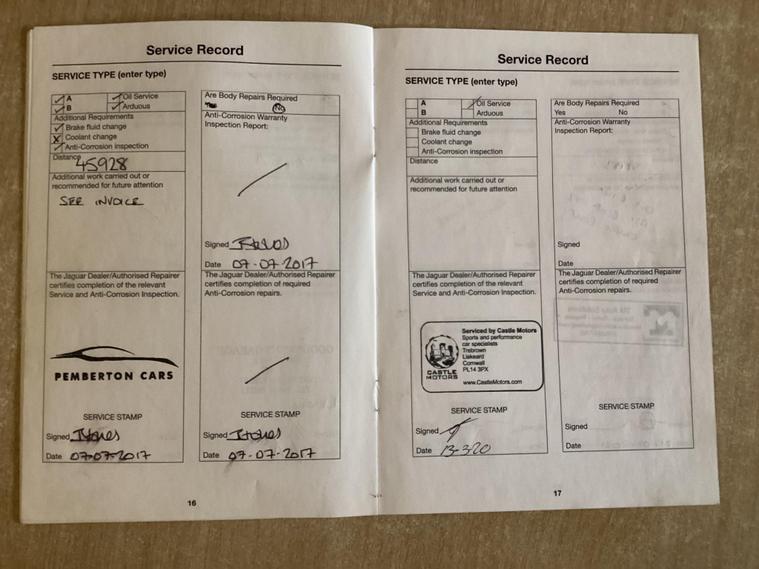 Service Record
SERVICE TYPE (enter type)
A Oil Service
B Arduous
Additional Requirements
Brake fluid change
Coolant change
Anti-Corrosion inspection
Distance 45928
Additional work carried out or
recommended for future attention
SEE INVOICE
The Jaguar Dealer/Authorised Repairer
certifies completion of the relevant
Service and Anti-Corrosion Inspection.
PEMBERTON CARS
SERVICE STAMP
Signed
Date 07-07-2017
Are Body Repairs Required
No
Anti-Corrosion Warranty
Inspection Report:
Signed
Date 07-07-2017
The Jaguar Dealer/Authorised Repairer
certifies completion of required
Anti-Corrosion repairs.
SERVICE STAMP
Signed
Date 07-07-2017
16
Service Record
SERVICE TYPE (enter type)
A Oil Service
B Arduous
Additional Requirements
Brake fluid change
Coolant change
Anti-Corrosion inspection
Distance
Additional work carried out or
recommended for future attention
The Jaguar Dealer/Authorised Repairer
certifies completion of the relevant
Service and Anti-Corrosion Inspection.
CASTLE
MOTORS
Serviced by Castle Motors
Sports and performance
car specialists
Trebrown
Liskeard
Cornwall
PL14 3PX
www.CastleMotors.com
SERVICE STAMP
Signed
Date 13-3-20
Are Body Repairs Required
Yes No
Anti-Corrosion Warranty
Inspection Report:
Signed
Date
The Jaguar Dealer/Authorised Repairer
certifies completion of required
Anti-Corrosion repairs.
SERVICE STAMP
Signed
Date
17